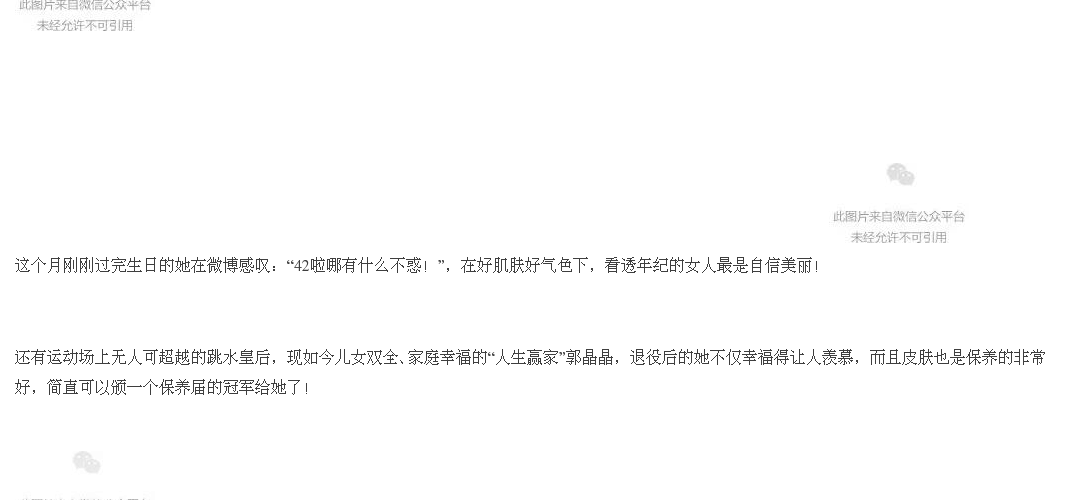 此图片来自微信公众平台
未经允许不可引用
此图片来自微信公众平台
未经允许不可引用
这个月刚刚过完生日的她在微博感叹：“42啦哪有什么不惑！”，在好肌肤好气色下，看透年纪的女人最是自信美丽！
还有运动场上无人可超越的跳水皇后，现如今儿女双全、家庭幸福的“人生赢家”郭晶晶，退役后的她不仅幸福得让人羡慕，而且皮肤也是保养的非常
好，简直可以颁一个保养届的冠军给她了！